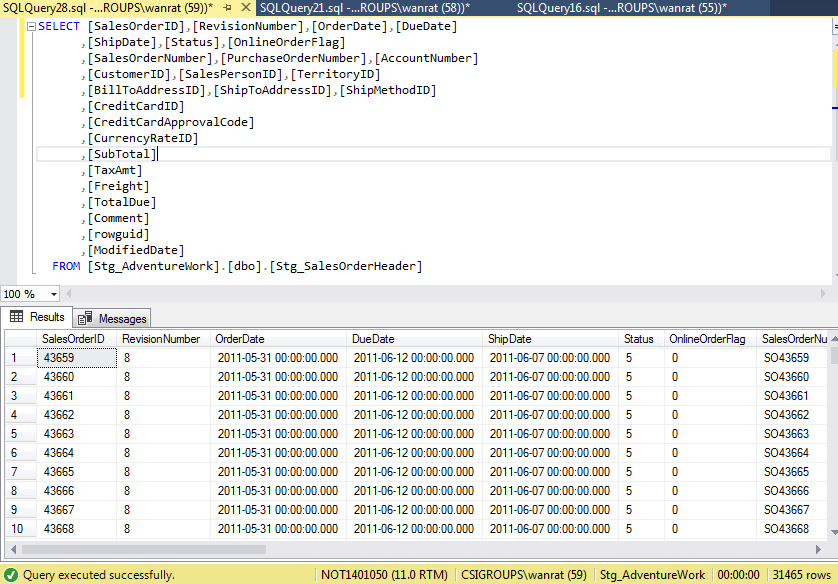 SQLQuery28.sql -...ROUPS\wanrat (59))* SQLQuery21.sql -...ROUPS\wanrat (58))* SQLQuery16.sql -...ROUPS\wanrat (55))*
SELECT [SalesOrderID],[RevisionNumber],[OrderDate],[DueDate]
,[ShipDate],[Status],[OnlineOrderFlag]
,[SalesOrderNumber],[PurchaseOrderNumber],[AccountNumber]
,[CustomerID],[SalesPersonID],[TerritoryID]
,[BillToAddressID],[ShipToAddressID],[ShipMethodID]
,[CreditCardID]
,[CreditCardApprovalCode]
,[CurrencyRateID]
,[SubTotal]
,[TaxAmt]
,[Freight]
,[TotalDue]
,[Comment]
,[rowguid]
,[ModifiedDate]
FROM [Stg_AdventureWork].[dbo].[Stg_SalesOrderHeader]
100 %
Results Messages
SalesOrderID RevisionNumber OrderDate DueDate ShipDate Status OnlineOrderFlag SalesOrderNu
1 43659 8 2011-05-31 00:00:00.000 2011-06-12 00:00:00.000 2011-06-07 00:00:00.000 5 0 SO43659
2 43660 8 2011-05-31 00:00:00.000 2011-06-12 00:00:00.000 2011-06-07 00:00:00.000 5 0 SO43660
3 43661 8 2011-05-31 00:00:00.000 2011-06-12 00:00:00.000 2011-06-07 00:00:00.000 5 0 SO43661
4 43662 8 2011-05-31 00:00:00.000 2011-06-12 00:00:00.000 2011-06-07 00:00:00.000 5 0 SO43662
5 43663 8 2011-05-31 00:00:00.000 2011-06-12 00:00:00.000 2011-06-07 00:00:00.000 5 0 SO43663
6 43664 8 2011-05-31 00:00:00.000 2011-06-12 00:00:00.000 2011-06-07 00:00:00.000 5 0 SO43664
7 43665 8 2011-05-31 00:00:00.000 2011-06-12 00:00:00.000 2011-06-07 00:00:00.000 5 0 SO43665
8 43666 8 2011-05-31 00:00:00.000 2011-06-12 00:00:00.000 2011-06-07 00:00:00.000 5 0 SO43666
9 43667 8 2011-05-31 00:00:00.000 2011-06-12 00:00:00.000 2011-06-07 00:00:00.000 5 0 SO43667
10 43668 8 2011-05-31 00:00:00.000 2011-06-12 00:00:00.000 2011-06-07 00:00:00.000 5 0 SO43668
Query executed successfully. NOT1401050 (11.0 RTM) CSIGROUPS\wanrat (59) Stg_AdventureWork 00:00:00 31465 rows